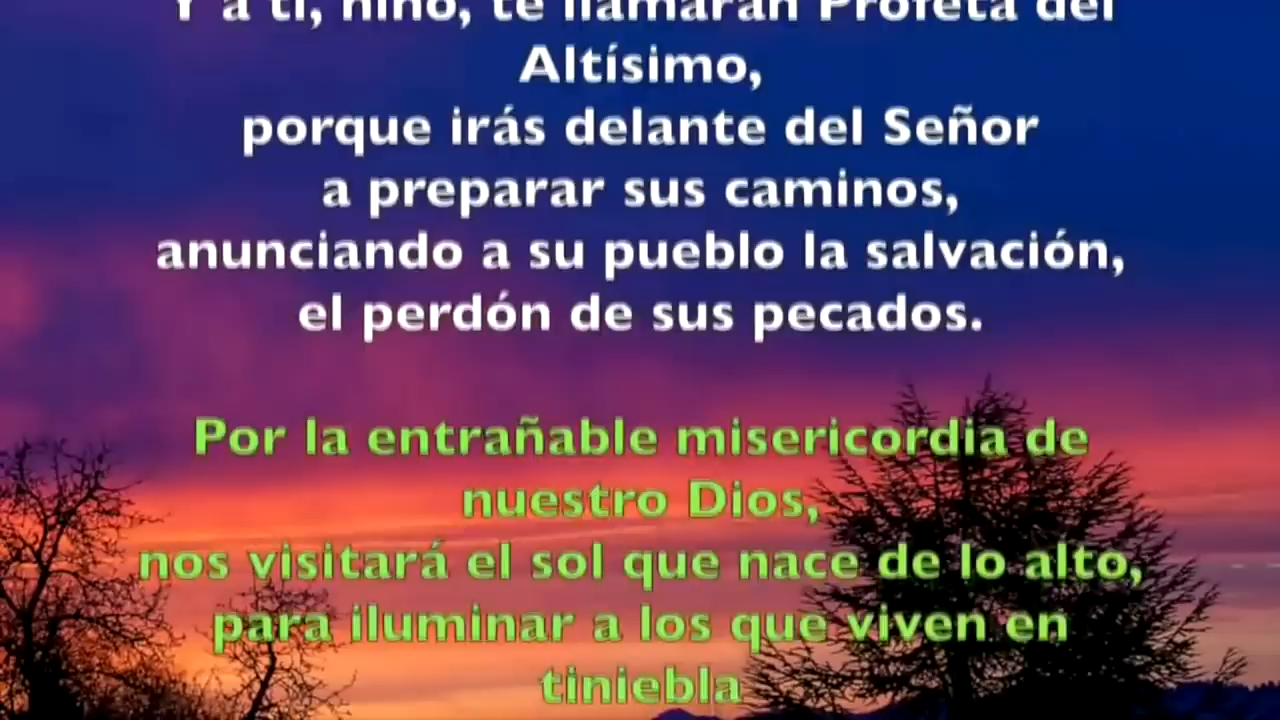 Y a ti, niño, te llamarán Profeta del
Altísimo,
porque irás delante del Señor
a preparar sus caminos,
anunciando a su pueblo la salvación,
el perdón de sus pecados.
Por la entrañable misericordia de
nuestro Dios,
nos visitará el sol que nace de lo alto,
para iluminar a los que viven en
tiniebla